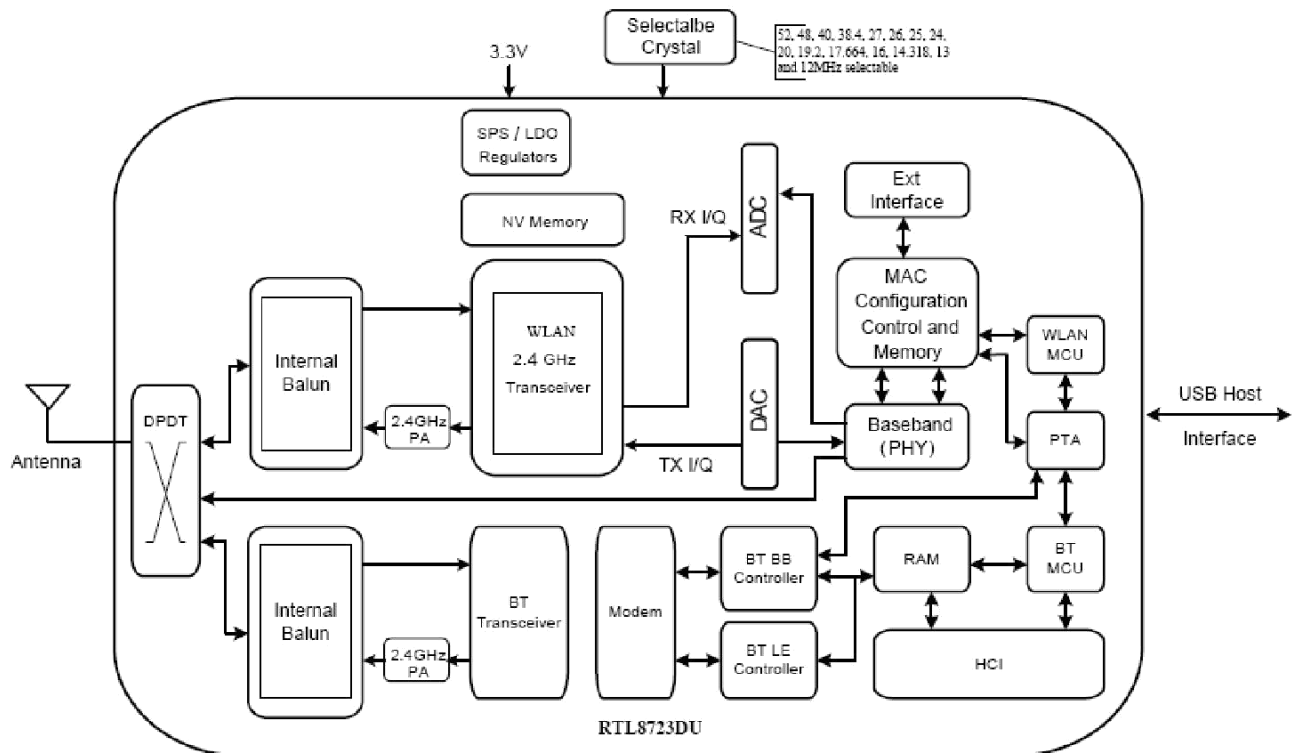 Selectalbe
Crystal
52, 48, 40, 38.4, 27, 26, 25, 24,
20, 19.2, 17.664, 16, 14.318, 13
and 12MHz selectable
3.3V
SPS / LDO
Regulators
NV Memory
RX I/Q
ADC
Ext
Interface
MAC
Configuration
Control and
Memory
WLAN
MCU
Internal
Balun
WLAN
2.4 GHz
Transceiver
2.4GHz
PA
DAC
TX I/Q
Baseband
(PHY)
PTA
USB Host
Interface
Antenna
DPDT
Internal
Balun
2.4GHz
PA
BT
Transceiver
Modem
BT BB
Controller
BT LE
Controller
RAM
BT
MCU
HCI
RTL8723DU